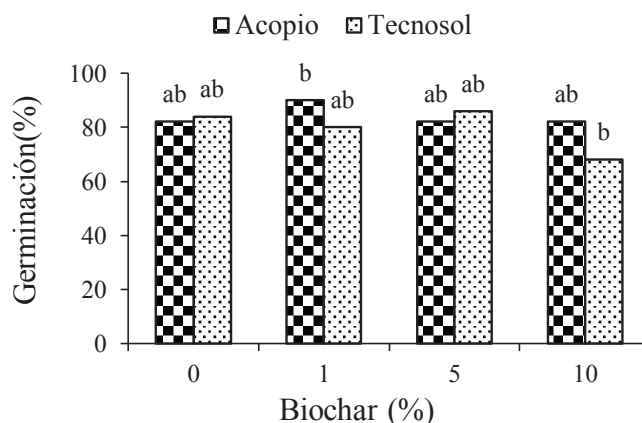 Acopio Tecnosol
Germinación(%)
100
80
60
40
20
0
ab ab b ab ab ab ab b
0 1 5 10
Biochar (%)